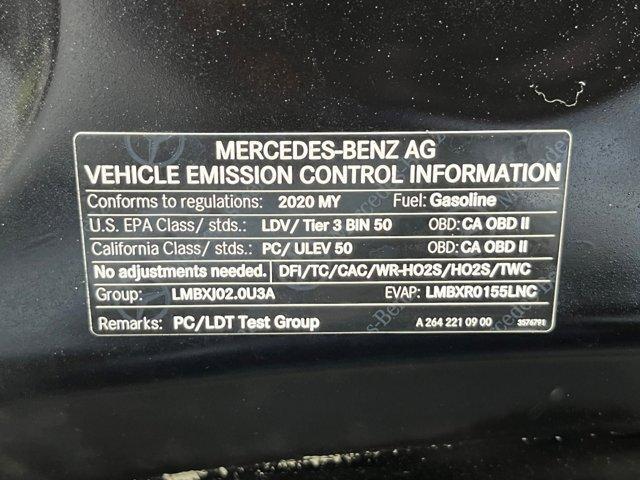 MERCEDES-BENZ AG
VEHICLE EMISSION CONTROL INFORMATION
Conforms to regulations: 2020 MY Fuel: Gasoline
U.S. EPA Class/ stds.: LDV/ Tier 3 BIN 50 OBD: CA OBD II
California Class/ stds.: PC/ ULEV 50 OBD: CA OBD II
No adjustments needed. DFI/TC/CAC/WR-HO2S/HO2S/TWC
Group: LMBXJ02.0U3A EVAP: LMBXR0155LNC
Remarks: PC/LDT Test Group A 264 221 09 00 3576791